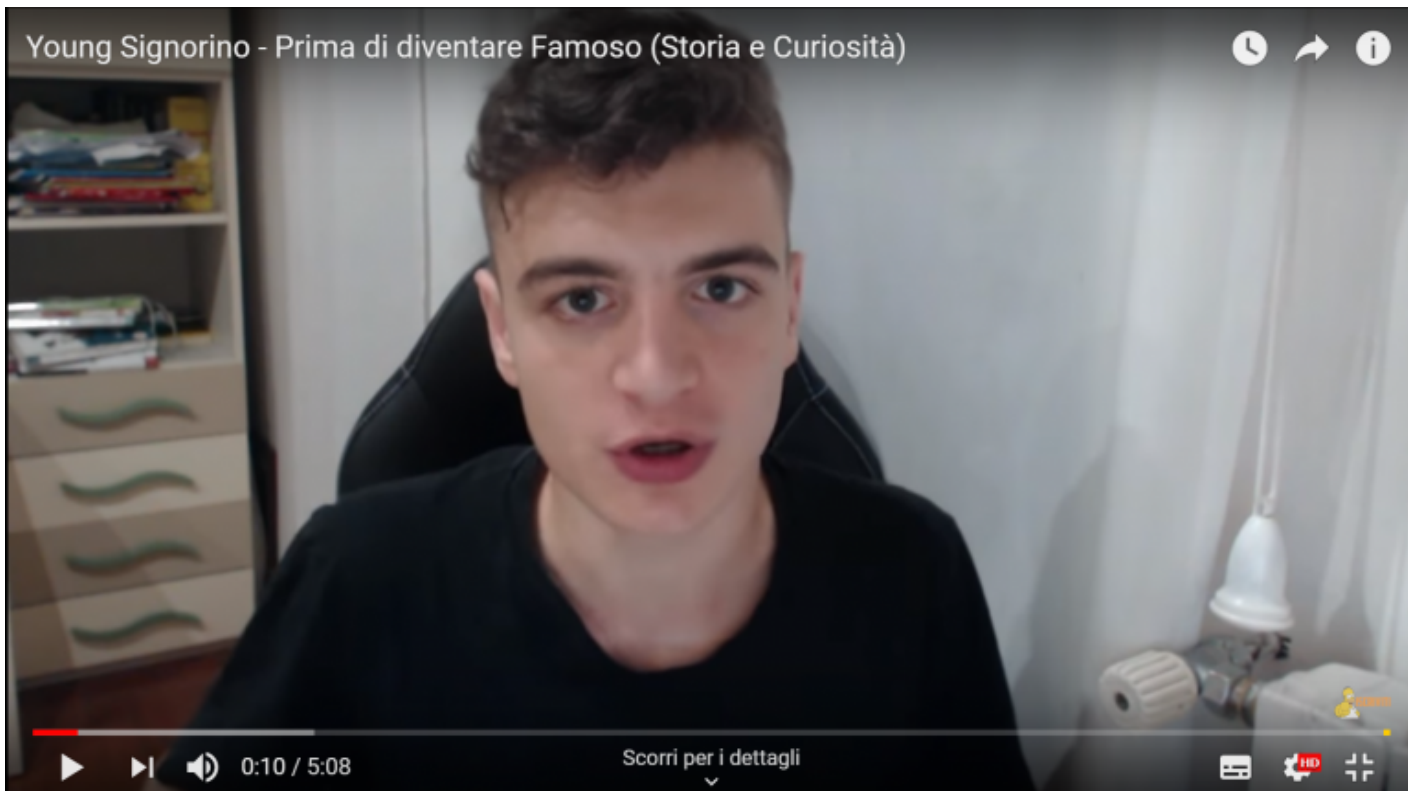 Young Signorino - Prima di diventare Famoso (Storia e Curiosità)
0:10 / 5:08
Scorri per i dettagli
HD